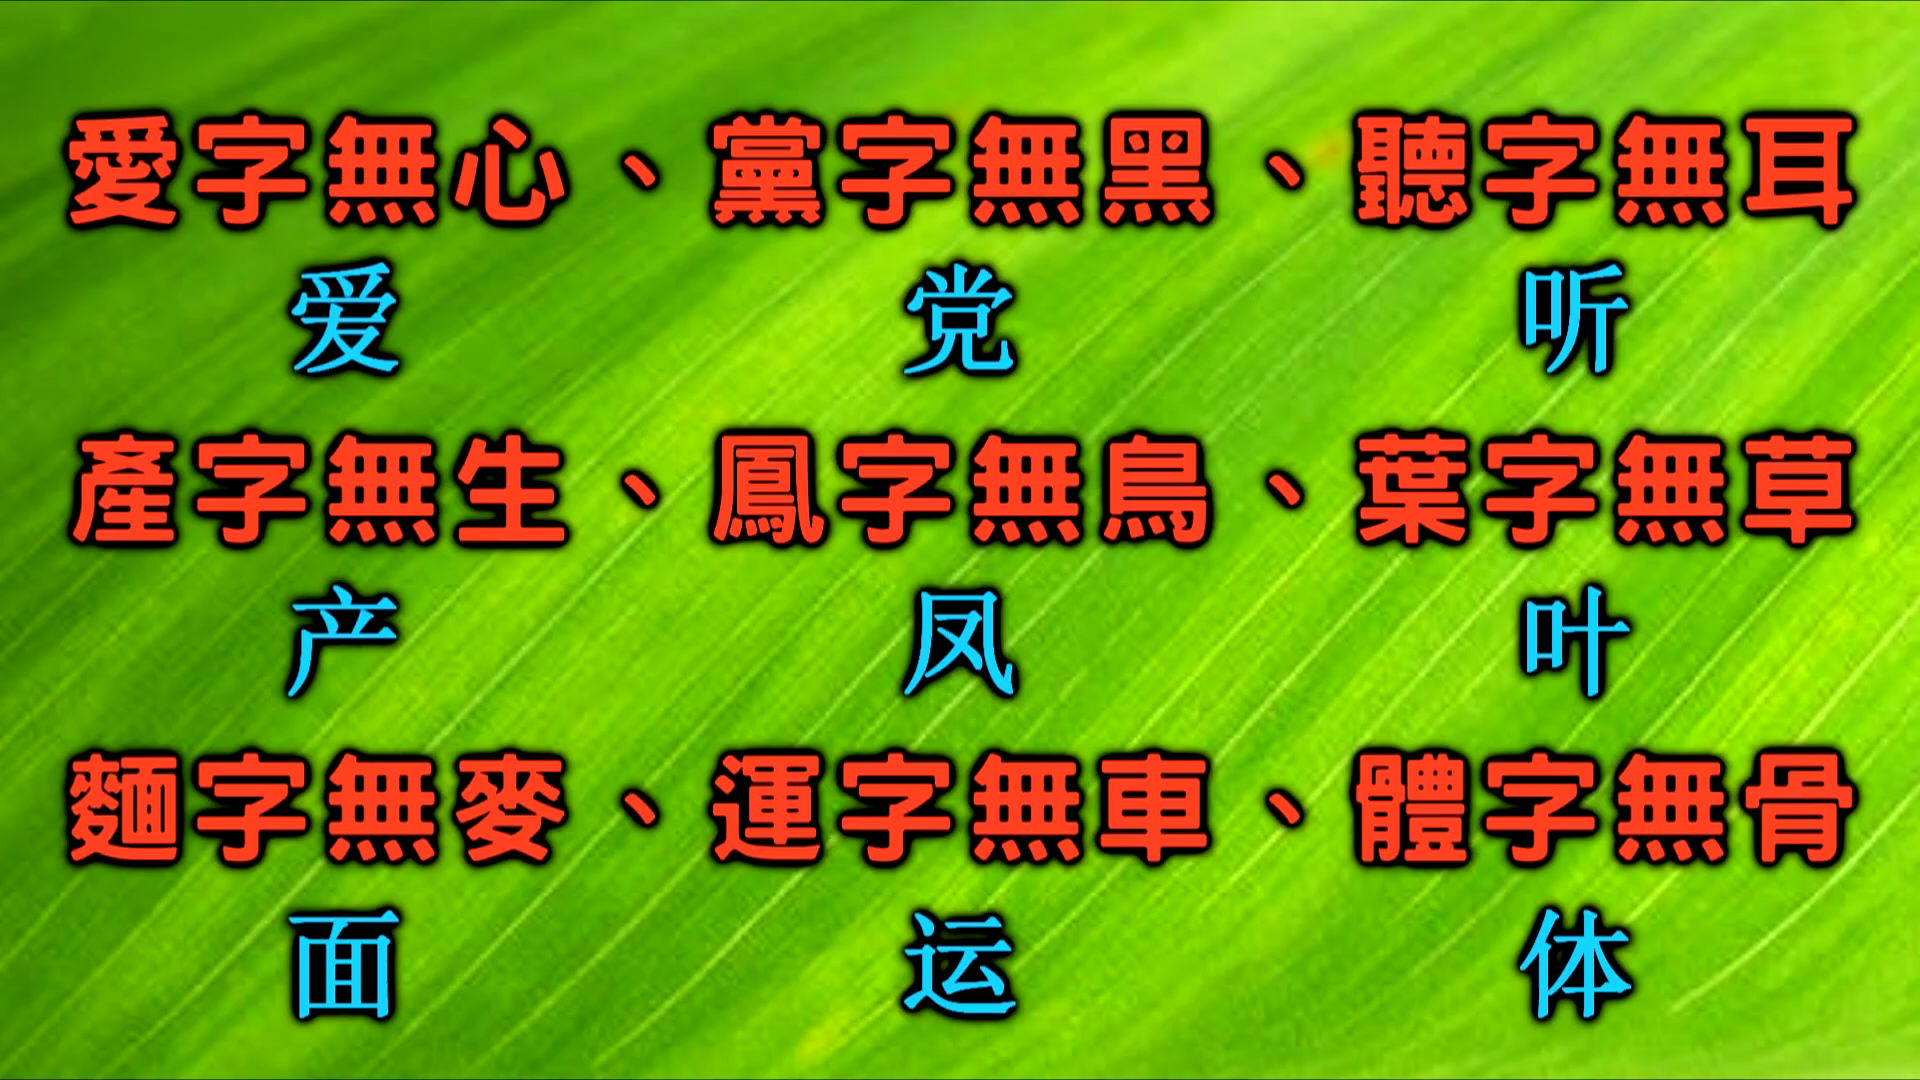 愛字無心、黨字無黑、聽字無耳
爱 党 听
產字無生、鳳字無鳥、葉字無草
产 凤 叶
麵字無麥、運字無車、體字無骨
面 运 体